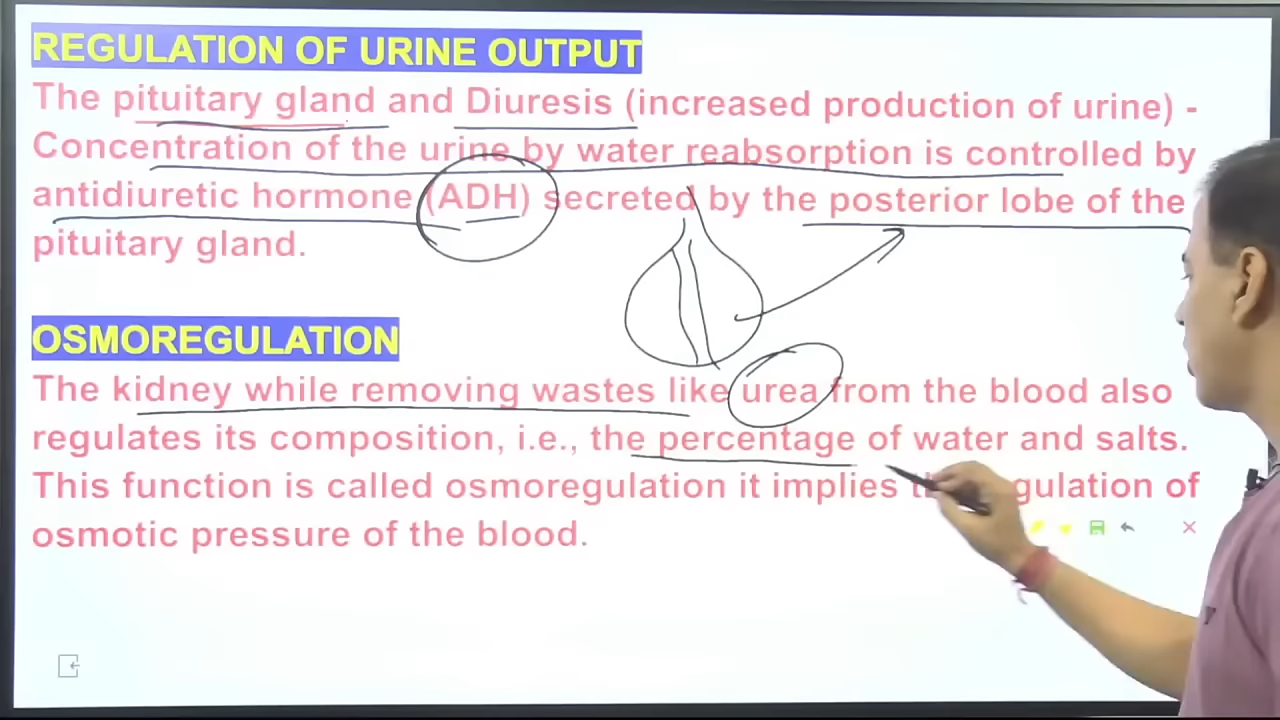 REGULATION OF URINE OUTPUT
The pituitary gland and Diuresis (increased production of urine) -
Concentration of the urine by water reabsorption is controlled by
antidiuretic hormone (ADH) secreted by the posterior lobe of the
pituitary gland.
OSMOREGULATION
The kidney while removing wastes like urea from the blood also
regulates its composition, i.e., the percentage of water and salts.
This function is called osmoregulation it implies gulation of
osmotic pressure of the blood.